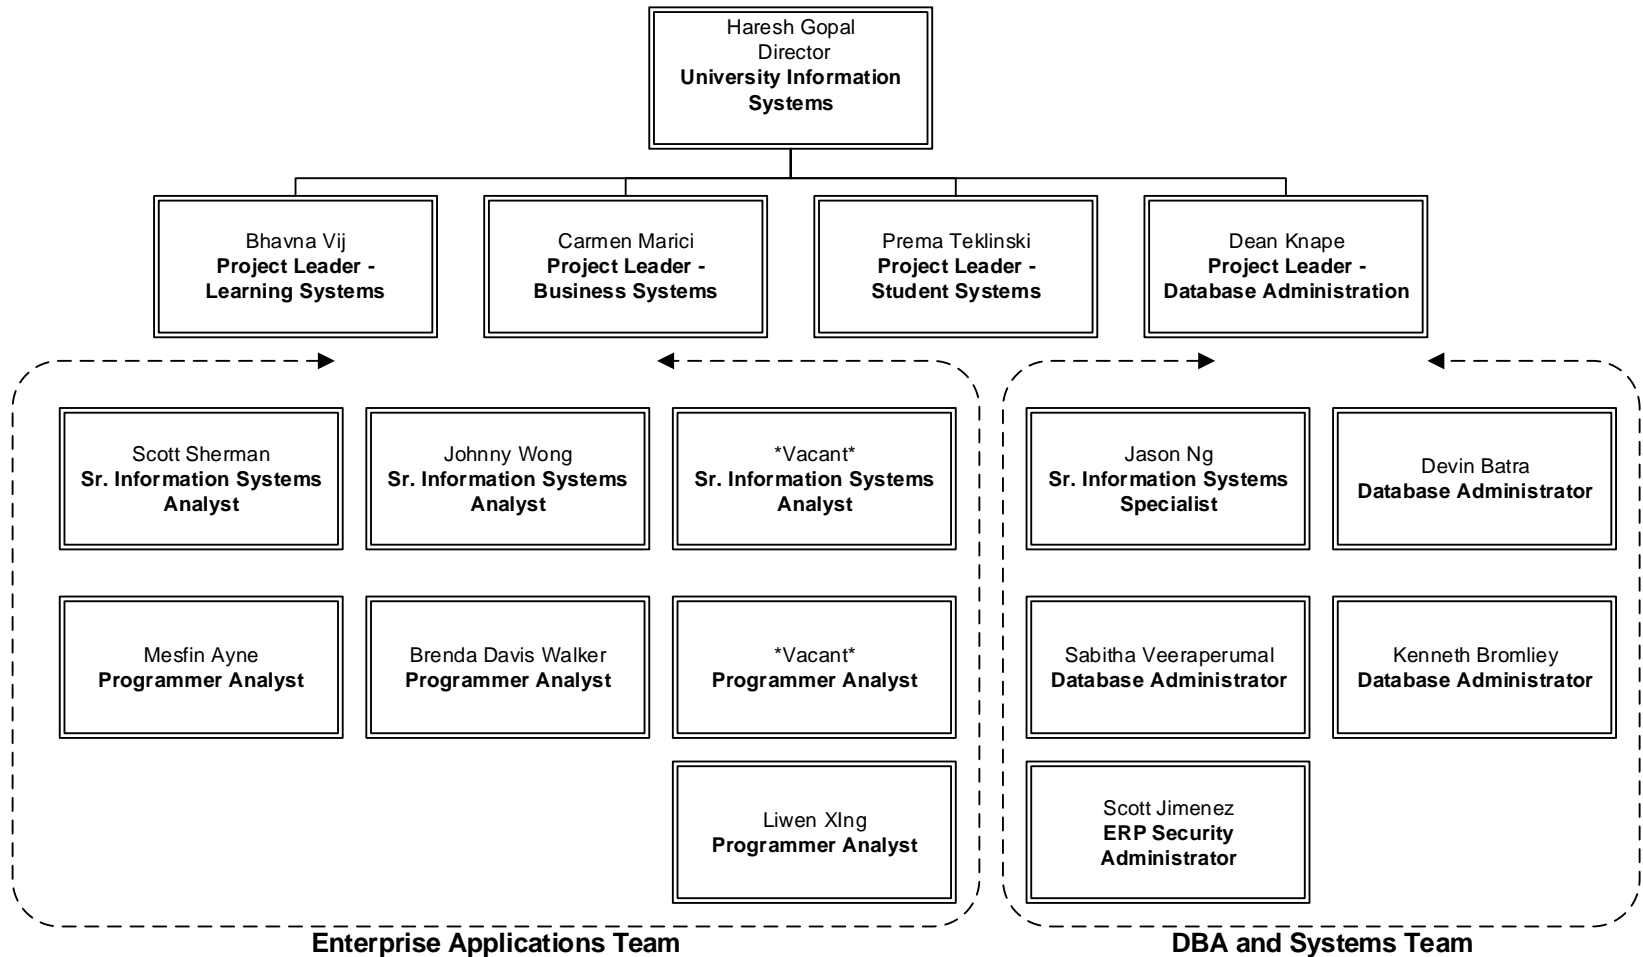 Haresh Gopal
Director
University Information
Systems
Bhavna Vij
Project Leader -
Learning Systems
Carmen Marici
Project Leader -
Business Systems
Prema Teklinski
Project Leader -
Student Systems
Dean Knape
Project Leader -
Database Administration
Scott Sherman
Sr. Information Systems
Analyst
Johnny Wong
Sr. Information Systems
Analyst
*Vacant*
Sr. Information Systems
Analyst
Jason Ng
Sr. Information Systems
Specialist
Devin Batra
Database Administrator
Mesfin Ayne
Programmer Analyst
Brenda Davis Walker
Programmer Analyst
*Vacant*
Programmer Analyst
Sabitha Veeraperumal
Database Administrator
Kenneth Bromliey
Database Administrator
Liwen XIng
Programmer Analyst
Scott Jimenez
ERP Security
Administrator
Enterprise Applications Team
DBA and Systems Team